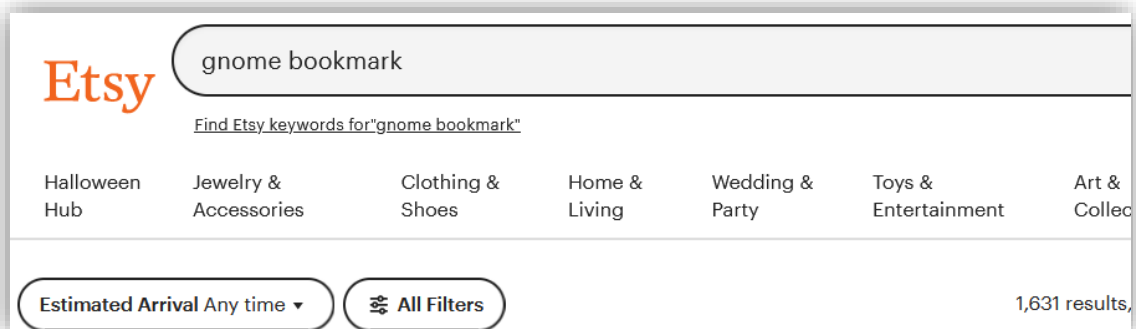 Etsy
gnome bookmark
Find Etsy keywords for"gnome bookmark"
Halloween Hub
Jewelry & Accessories
Clothing & Shoes
Home & Living
Wedding & Party
Toys & Entertainment
Art &
Estimated Arrival Any time
All Filters
1,631 results,